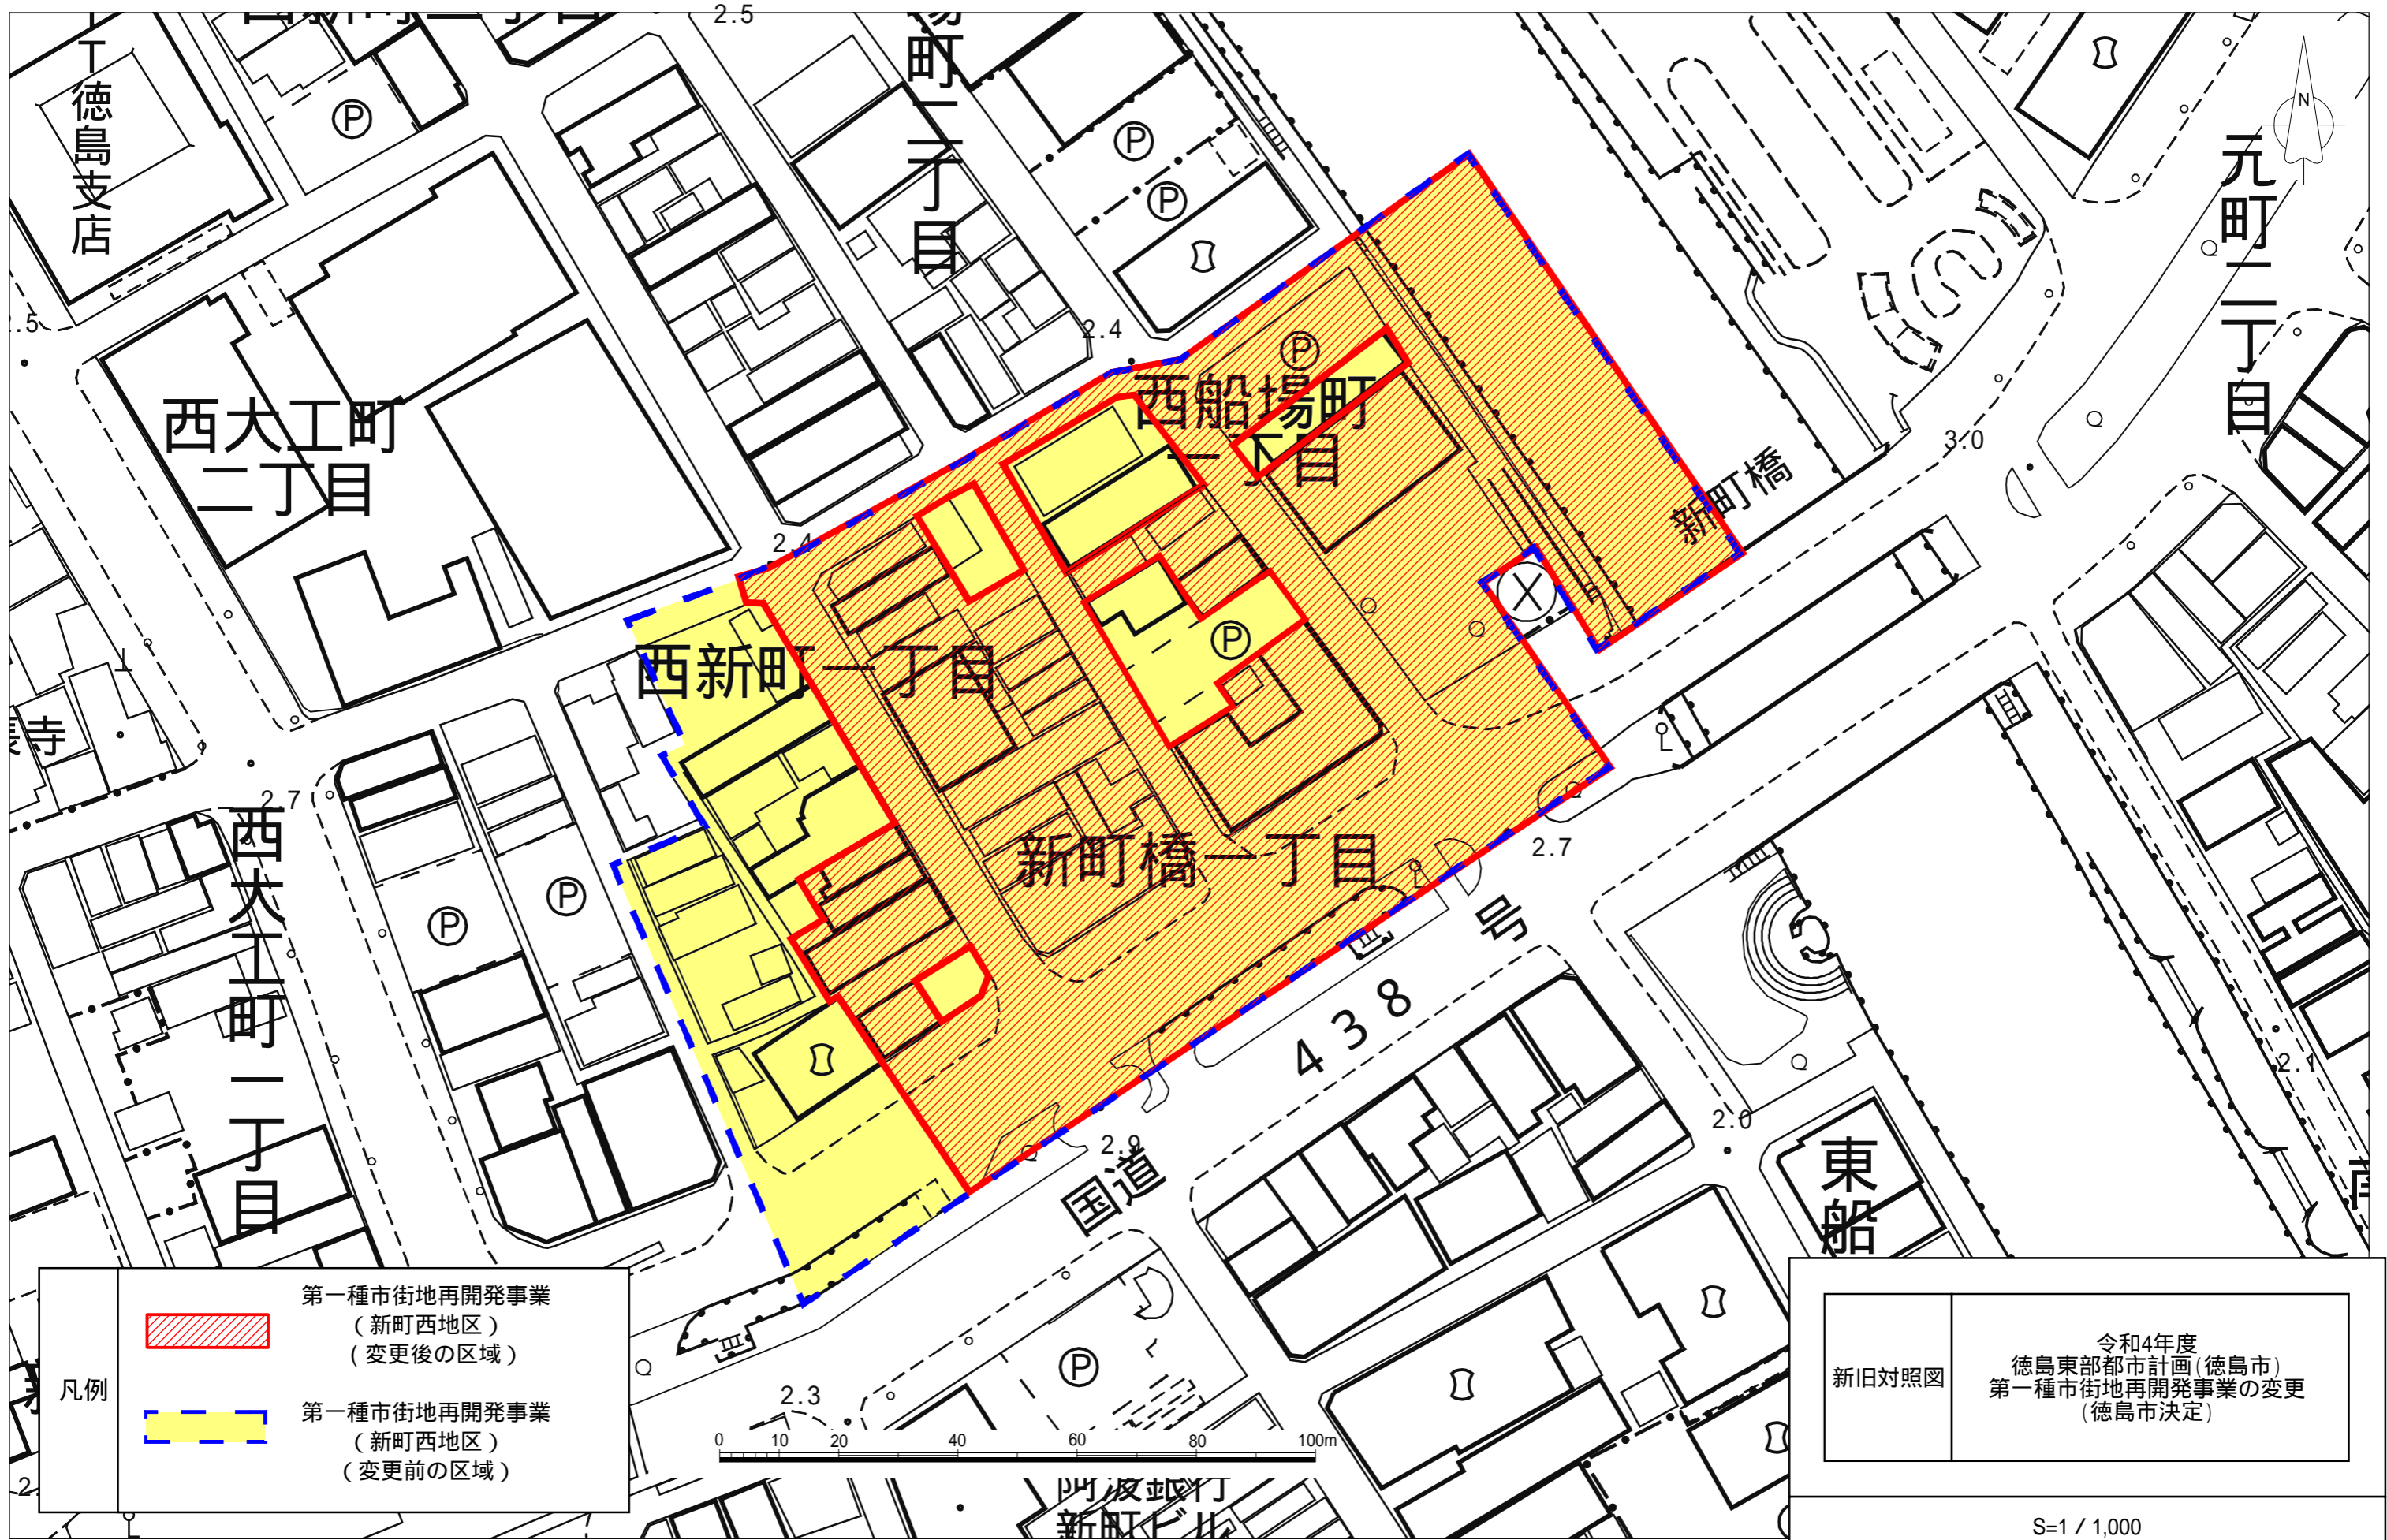 2.5
T徳島支店
N
元町二丁目
2.4
西船場町
一丁目
西大工町
二丁目
3.0
新町橋
2.4
西新町一丁目
2.7
西大工町一丁目
新町橋一丁目
2.7
国道 438 号
2.9
2.0
2.1
東船
2.3
0 10 20 40 60 80 100m
阿波銀行
新町ビル
凡例
第一種市街地再開発事業
(新町西地区)
(変更後の区域)
第一種市街地再開発事業
(新町西地区)
(変更前の区域)
新旧対照図
令和4年度
徳島東部都市計画(徳島市)
第一種市街地再開発事業の変更
(徳島市決定)
S=1/1,000
P
P
P
P
P
P
P
P